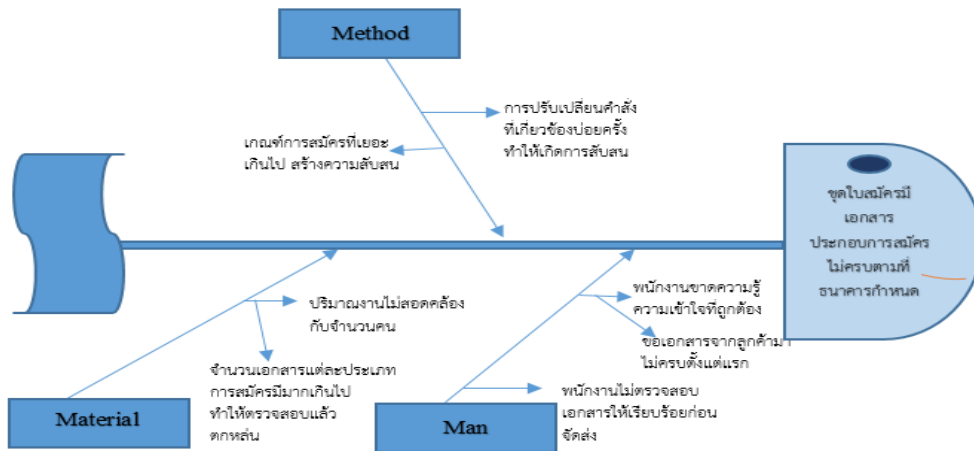 Method
การปรับเปลี่ยนคำสั่ง
ที่เกี่ยวข้องบ่อยครั้ง
ทำให้เกิดการสับสน
เกณฑ์การสมัครที่เยอะ
เกินไป สร้างความสับสน
ชุดใบสมัครมี
เอกสาร
ประกอบการสมัคร
ไม่ครบตามที่
ธนาคารกำหนด
ปริมาณงานไม่สอดคล้อง
กับจำนวนคน
จำนวนเอกสารแต่ละประเภท
การสมัครมีมากเกินไป
ทำให้ตรวจสอบแล้ว
ตกหล่น
Material
พนักงานขาดความรู้
ความเข้าใจที่ถูกต้อง
ขอเอกสารจากลูกค้ามา
ไม่ครบตั้งแต่แรก
พนักงานไม่ตรวจสอบ
เอกสารให้เรียบร้อยก่อน
จัดส่ง
Man